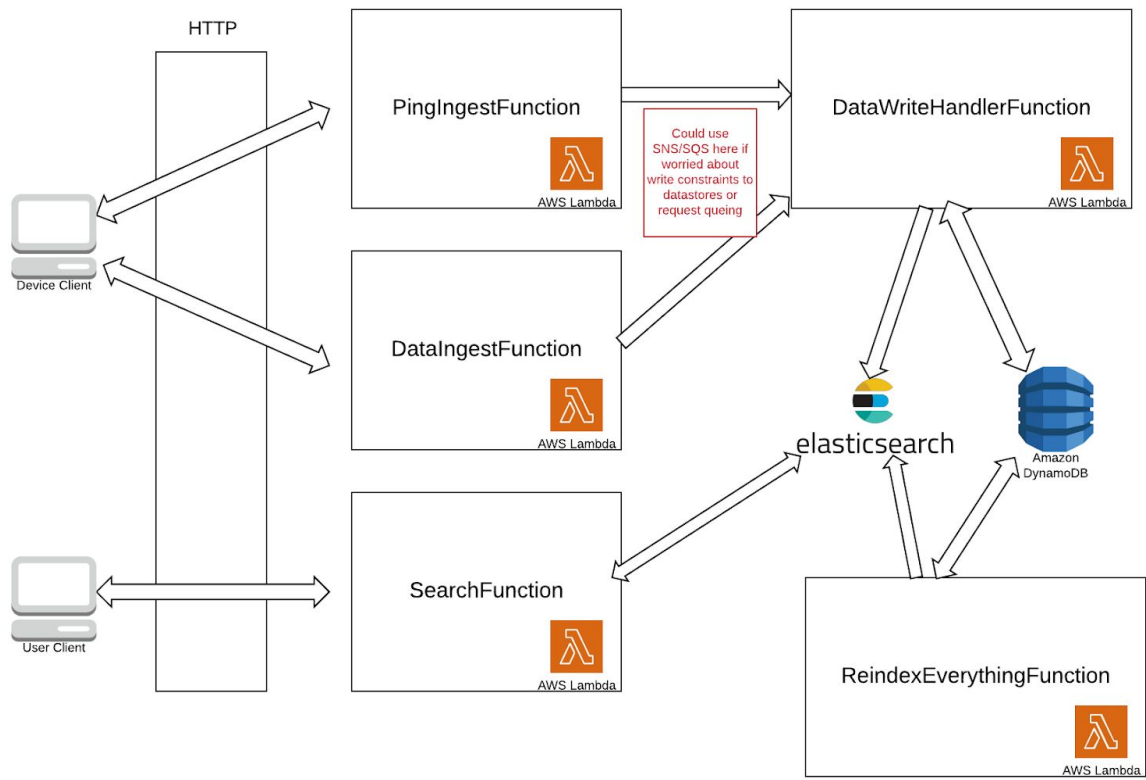 HTTP
PingIngestFunction
AWS Lambda
Could use
SNS/SQS here if
worried about
write constraints to
datastores or
request queing
DataWriteHandlerFunction
AWS Lambda
Device Client
DataIngestFunction
AWS Lambda
elasticsearch
Amazon
DynamoDB
User Client
SearchFunction
AWS Lambda
ReindexEverythingFunction
AWS Lambda